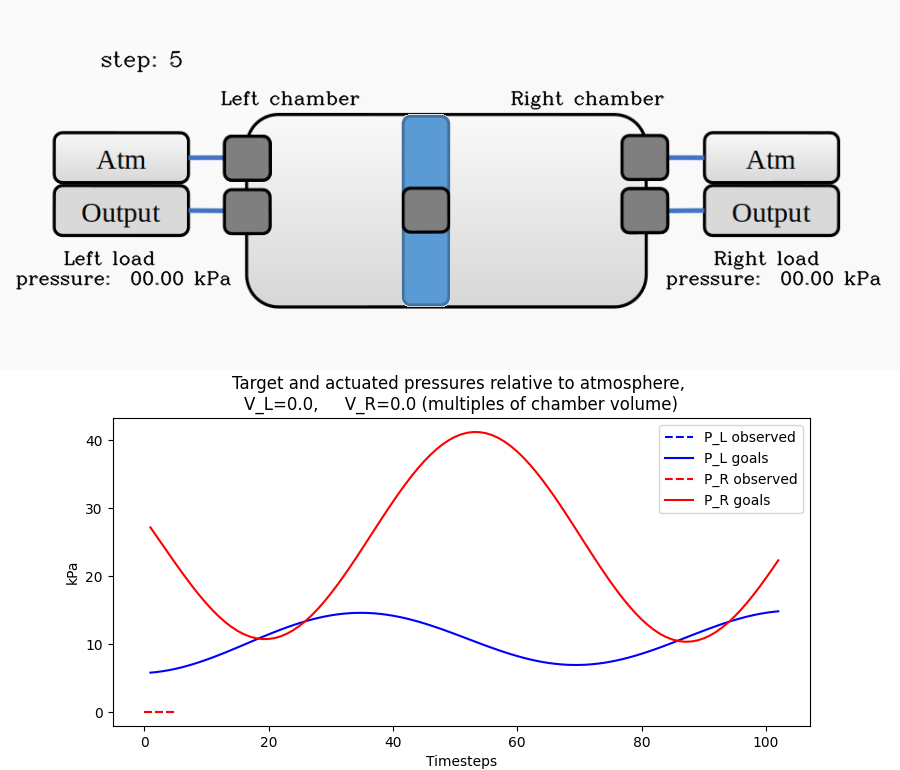 step: 5
Left chamber
Right chamber
Atm
Atm
Output
Output
Left load
pressure: 00.00 kPa
Right load
pressure: 00.00 kPa
Target and actuated pressures relative to atmosphere,
V_L=0.0, V_R=0.0 (multiples of chamber volume)
P_L observed
P_L goals
P_R observed
P_R goals
40
30
20
10
0
kPa
0
20
40
60
80
100
Timesteps